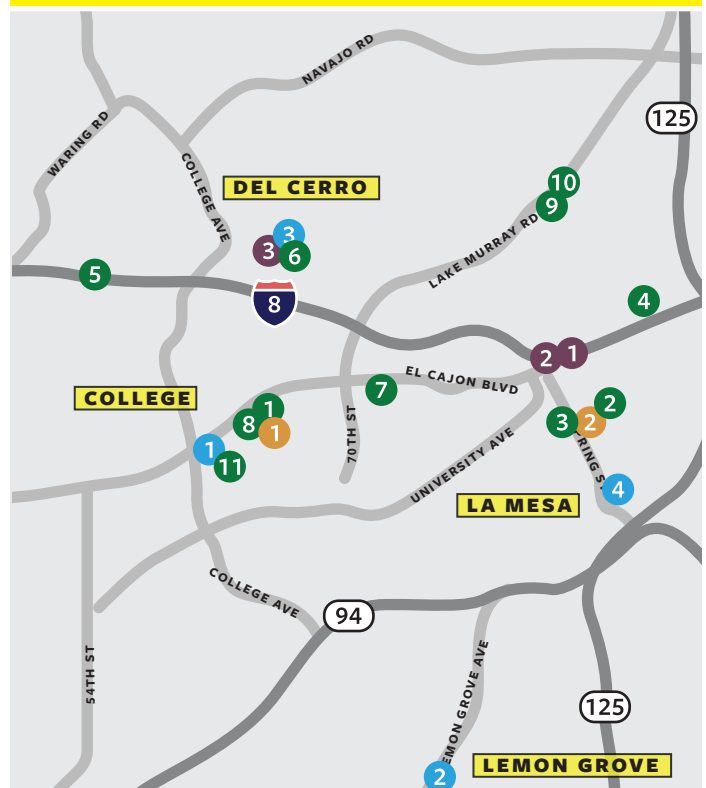 NAVAJO RD
125
WARING RD
COLLEGE AVE
DEL CERRO
10
9
3
3
6
LAKE MURRAY RD
5
8
4
2
1
EL CAJON BLVD
7
COLLEGE
1
8
1
2
3
2
70TH ST
1
11
UNIVERSITY AVE
RING S
4
LA MESA
COLLEGE AVE
94
54TH ST
EMON GROVE AVE
125
LEMON GROVE
2